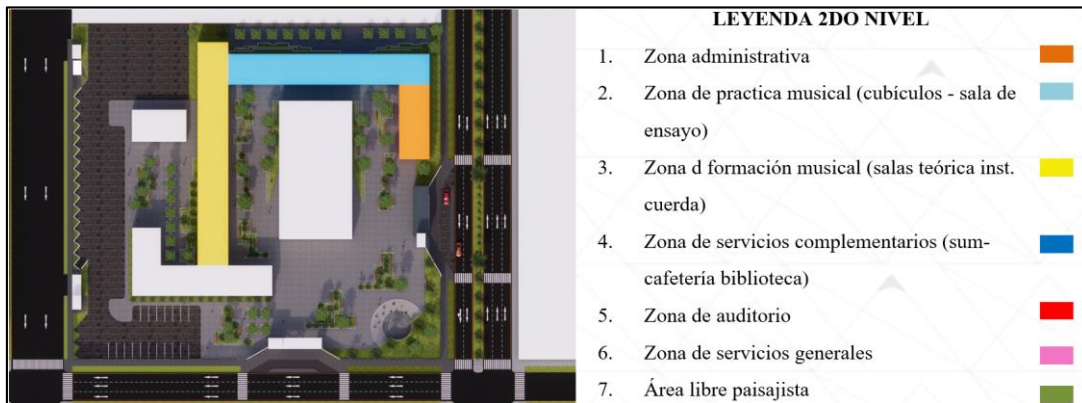 LEYENDA 2DO NIVEL
1. Zona administrativa
2. Zona de practica musical (cubículos - sala de
ensayo)
3. Zona d formación musical (salas teórica inst.
cuerda)
4. Zona de servicios complementarios (sum-
cafetería biblioteca)
5. Zona de auditorio
6. Zona de servicios generales
7. Área libre paisajista